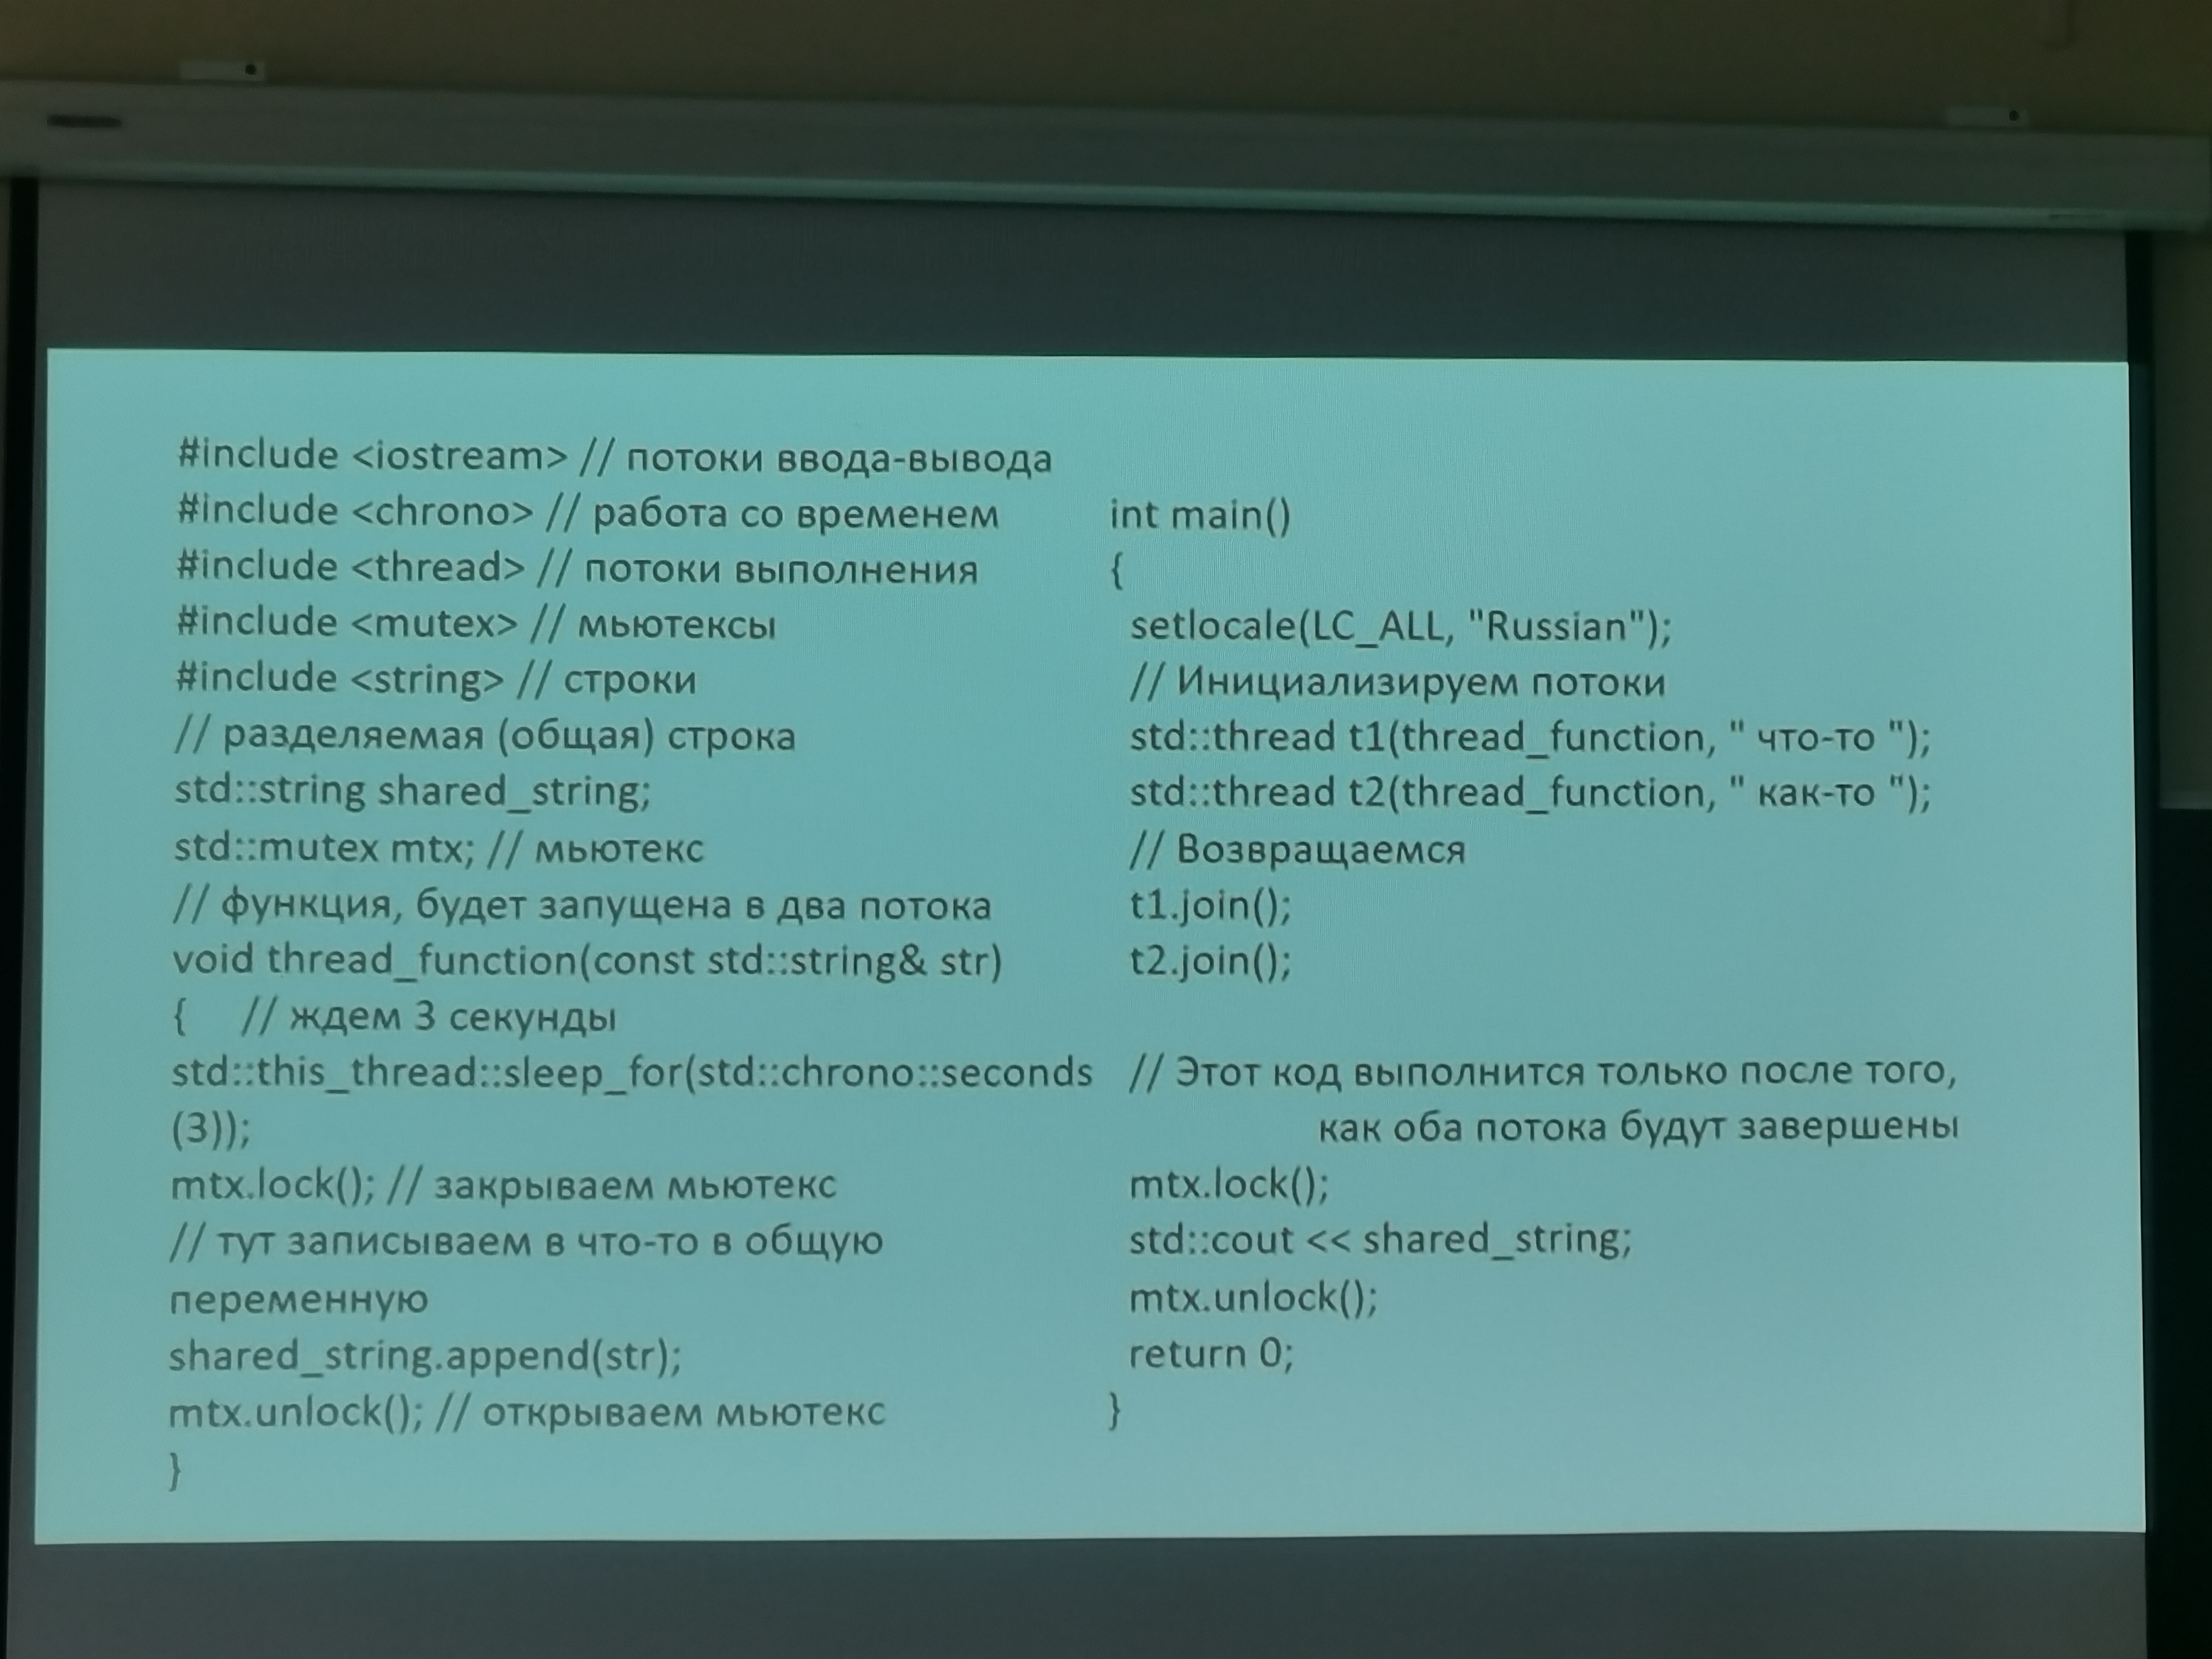 #include <iostream> // потоки ввода-вывода
#include <chrono> // работа со временем
#include <thread> // потоки выполнения
#include <mutex> // мьютексы
#include <string> // строки
// разделяемая (общая) строка
std::string shared_string;
std::mutex mtx; // мьютекс
// функция, будет запущена в два потока
void thread_function(const std::string& str)
{     // ждем 3 секунды
std::this_thread::sleep_for(std::chrono::seconds
(3));
mtx.lock(); // закрываем мьютекс
// тут записываем в что-то в общую
переменную
shared_string.append(str);
mtx.unlock(); // открываем мьютекс
}
int main()
{
setlocale(LC_ALL, "Russian");
// Инициализируем потоки
std::thread t1(thread_function, " что-то ");
std::thread t2(thread_function, " как-то ");
// Возвращаемся
t1.join();
t2.join();
// Этот код выполнится только после того,
как оба потока будут завершены
mtx.lock();
std::cout << shared_string;
mtx.unlock();
return 0;
}